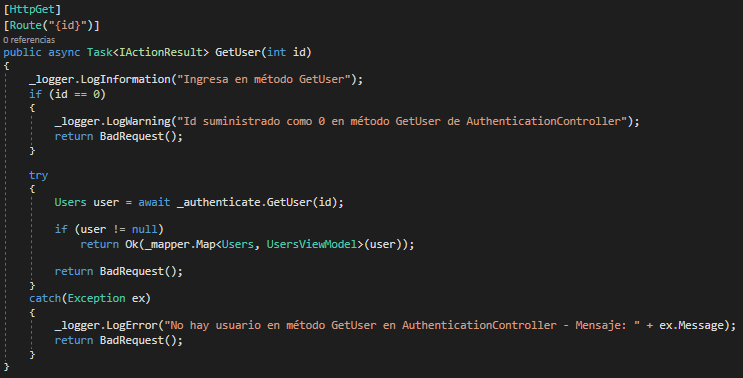 [HttpGet]
[Route("{id}")]
0 referencias
public async Task<IActionResult> GetUser(int id)
{
    _logger.LogInformation("Ingresa en método GetUser");
    if (id == 0)
    {
        _logger.LogWarning("Id suministrado como 0 en método GetUser de AuthenticationController");
        return BadRequest();
    }

    try
    {
        Users user = await _authenticate.GetUser(id);

        if (user != null)
            return Ok(_mapper.Map<Users, UsersViewModel>(user));

        return BadRequest();
    }
    catch(Exception ex)
    {
        _logger.LogError("No hay usuario en método GetUser en AuthenticationController - Mensaje: " + ex.Message);
        return BadRequest();
    }
}